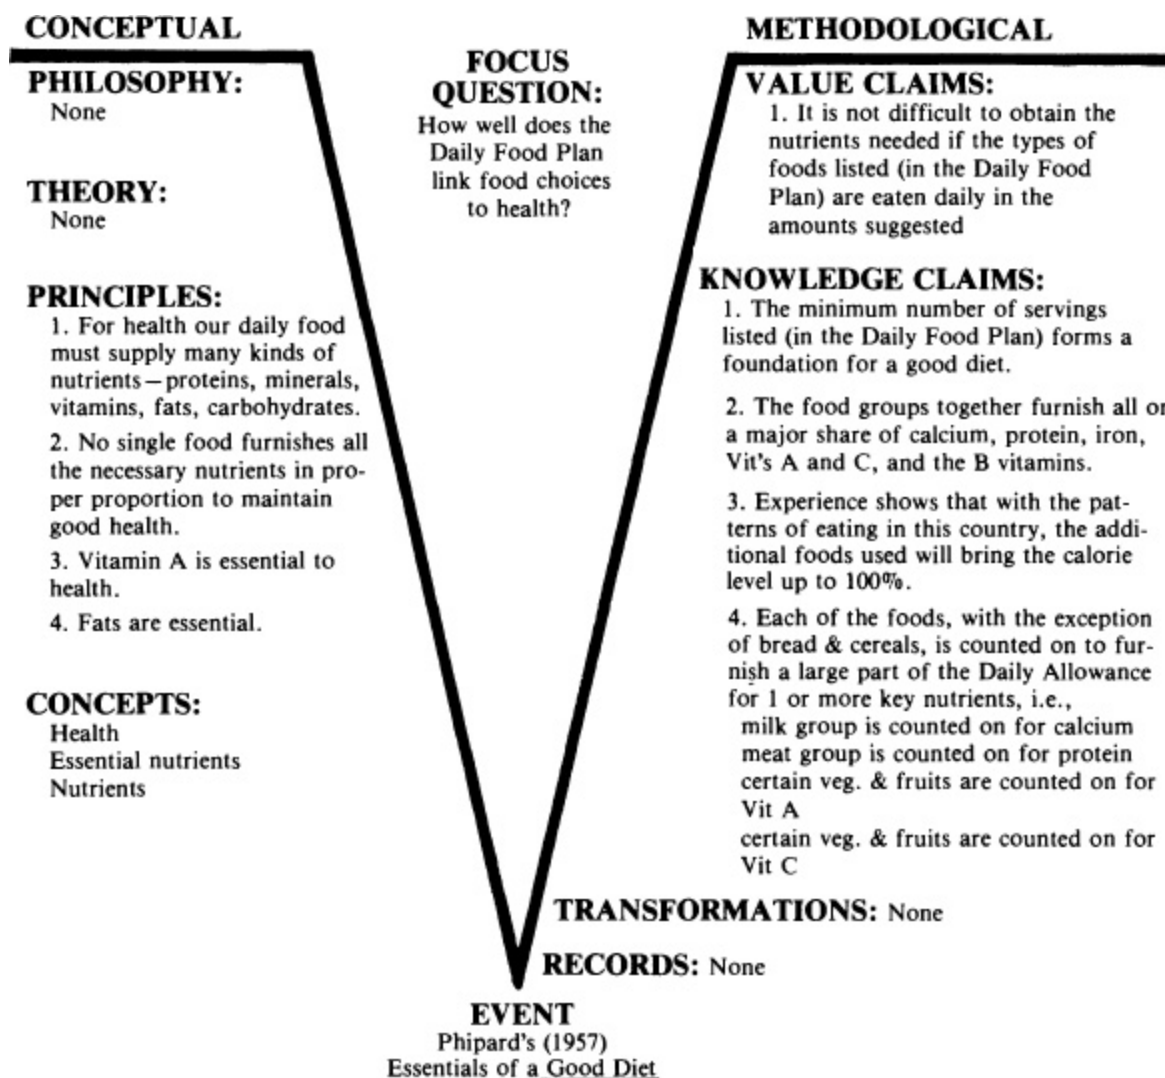 CONCEPTUAL
PHILOSOPHY:
None
THEORY:
None
PRINCIPLES:
1. For health our daily food
must supply many kinds of
nutrients—proteins, minerals,
vitamins, fats, carbohydrates.
2. No single food furnishes all
the necessary nutrients in pro-
per proportion to maintain
good health.
3. Vitamin A is essential to
health.
4. Fats are essential.
CONCEPTS:
Health
Essential nutrients
Nutrients
FOCUS
QUESTION:
How well does the
Daily Food Plan
link food choices
to health?
METHODOLOGICAL
VALUE CLAIMS:
1. It is not difficult to obtain the
nutrients needed if the types of
foods listed (in the Daily Food
Plan) are eaten daily in the
amounts suggested
KNOWLEDGE CLAIMS:
1. The minimum number of servings
listed (in the Daily Food Plan) forms a
foundation for a good diet.
2. The food groups together furnish all or
a major share of calcium, protein, iron,
Vit's A and C, and the B vitamins.
3. Experience shows that with the pat-
terns of eating in this country, the addi-
tional foods used will bring the calorie
level up to 100%.
4. Each of the foods, with the exception
of bread & cereals, is counted on to fur-
nish a large part of the Daily Allowance
for 1 or more key nutrients, i.e.,
milk group is counted on for calcium
meat group is counted on for protein
certain veg. & fruits are counted on for
Vit A
certain veg. & fruits are counted on for
Vit C
TRANSFORMATIONS: None
RECORDS: None
EVENT
Phipard's (1957)
Essentials of a Good Diet